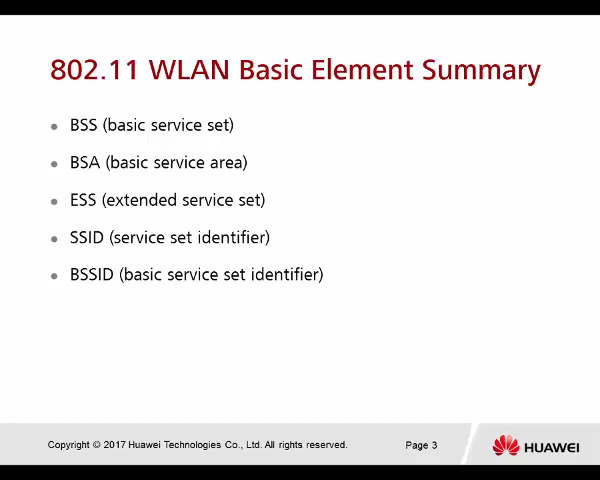 802.11 WLAN Basic Element Summary
● BSS (basic service set)
● BSA (basic service area)
● ESS (extended service set)
● SSID (service set identifier)
● BSSID (basic service set identifier)
Copyright © 2017 Huawei Technologies Co., Ltd. All rights reserved.
Page 3
HUAWEI